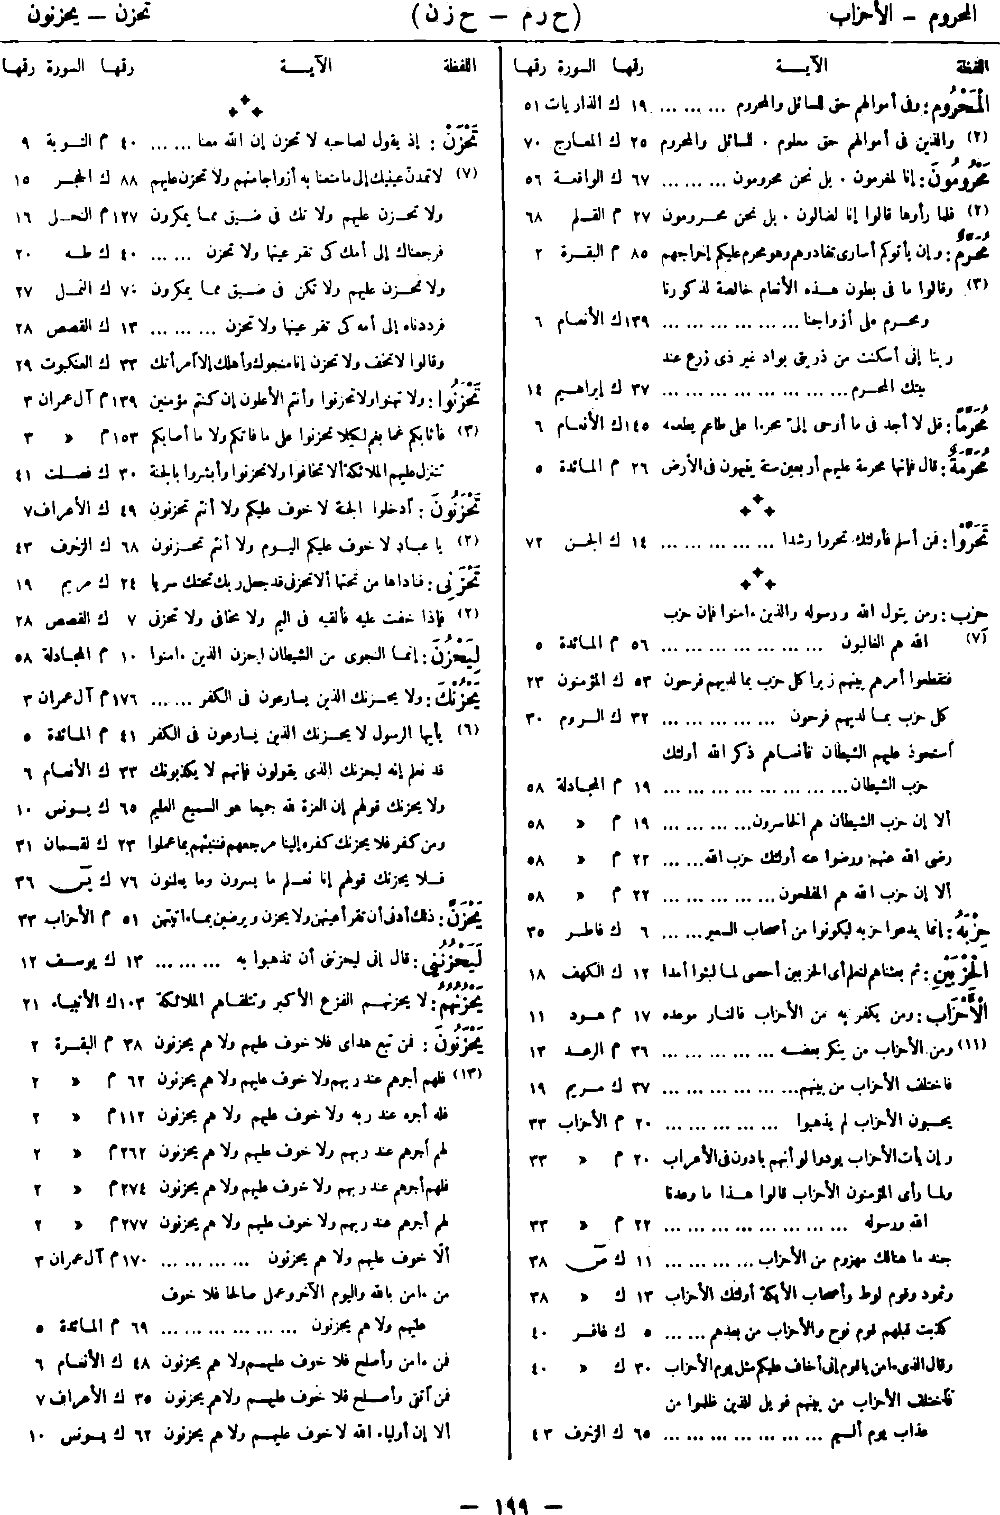 المحروم – الأحزاب (ح ر م – ح ز ن) تحزن – يحزنون
اللفظة الآيــة رقمها السورة رقمها
الْمَحْرُوم : وفى أموالهم حق للسائل والمحروم ... ... ... ١٩ ك الذاريات ٥١
(٢) والذين فى أموالهم حق معلوم . للسائل والمحروم ٢٥ ك المعارج ٧٠
مَحْرُومُونَ : إنا لمغرمون . بل نحن محرومون ... ... ... ٦٧ ك الواقعة ٥٦
(٢) فلما رأوها قالوا إنا لضالون . بل نحن محرومون ٢٧ م القلم ٦٨
مُحَرَّمٌ : وإن يأتوكم أسارى تفادوهم وهو محرم عليكم إخراجهم ٨٥ م البقرة ٢
(٣) وقالوا ما فى بطون هذه الأنعام خالصة لذكورنا
ومحرم على أزواجنا ... ... ... ... ... ١٣٩ك الأنعام ٦
ربنا إنى أسكنت من ذريتى بواد غير ذى زرع عند
بيتك المحرم ... ... ... ... ... ... ... ٣٧ ك إبراهيم ١٤
مُحَرَّماً : قل لا أجد فى ما أوحى إلىّ محرما على طاعم يطعمه ١٤٥ك الأنعام ٦
مُحَرَّمَةٌ : قال فإنها محرمة عليهم أربعين سنة يتيهون فى الأرض ٢٦ م المائدة ٥
تَحَرَّوْا : فمن أسلم فأولئك تحروا رشدا ... ... ... ... ... ١٤ ك الجـن ٧٢
حزب : ومن يتول الله ورسوله والذين ءامنوا فإن حزب
(٧) الله هم الغالبون ... ... ... ... ... ... ٥٦ م المائدة ٥
فتقطعوا أمرهم بينهم زبرا كل حزب بما لديهم فرحون ٥٣ ك المؤمنون ٢٣
كل حزب بما لديهم فرحون ... ... ... ... ... ٣٢ ك الروم ٣٠
أستحوذ عليهم الشيطان فأنساهم ذكر الله أولئك
حزب الشيطان ... ... ... ... ... ... ... ١٩ م المجادلة ٥٨
ألا إن حزب الشيطان هم الخاسرون ... ... ... ... ١٩ م » ٥٨
رضى الله عنهم ورضوا عنه أولئك حزب الله ... ... ٢٢ م » ٥٨
ألا إن حزب الله هم المفلحون ... ... ... ... ... ٢٢ م » ٥٨
حِزْبَهُ : إنما يدعوا حزبه ليكونوا من أصحاب السعير ... ... ٦ ك فاطر ٣٥
الْحِزْبَيْنِ : ثم بعثناهم لنعلم أى الحزبين أحصى لما لبثوا أمدا ١٢ ك الكهف ١٨
الْأَحْزَاب : ومن يكفر به من الأحزاب فالنار موعده ١٧ م هود ١١
(١١) ومن الأحزاب من ينكر بعضه ... ... ... ... ... ٣٦ م الرعد ١٣
فاختلف الأحزاب من بينهم ... ... ... ... ... ٣٧ ك مريم ١٩
يحسبون الأحزاب لم يذهبوا ... ... ... ... ... ٢٠ م الأحزاب ٣٣
وإن يأت الأحزاب يودوا لو أنهم بادون فى الأعراب ٢٠ م » ٣٣
ولما رأى المؤمنون الأحزاب قالوا هذا ما وعدنا
الله ورسوله ... ... ... ... ... ... ... ٢٢ م » ٣٣
جند ما هنالك مهزوم من الأحزاب ... ... ... ... ١١ ك صٓ ٣٨
وثمود وقوم لوط وأصحاب الأيكة أولئك الأحزاب ١٣ ك » ٣٨
كذبت قبلهم قوم نوح والأحزاب من بعدهم ... ... ٥ ك غافر ٤٠
وقال الذى ءامن ياقوم إنى أخاف عليكم مثل يوم الأحزاب ٣٠ ك » ٤٠
فأختلف الأحزاب من بينهم فويل للذين ظلموا من
عذاب يوم أليم ... ... ... ... ... ... ... ٦٥ ك الزخرف ٤٣
اللفظة الآيــة رقمها السورة رقمها
تَحْزَنْ : إذ يقول لصاحبه لا تحزن إن الله معنا ... ... ٤٠ م التوبة ٩
(٧) لا تمدنّ عينيك إلى ما متعنا به أزواجا منهم ولا تحزن عليهم ٨٨ ك الحجر ١٥
ولا تحزن عليهم ولا تك فى ضيق مما يمكرون ١٢٧م النحل ١٦
فرجعناك إلى أمك كى تقر عينها ولا تحزن ... ... ٤٠ ك طـه ٢٠
ولا تحزن عليهم ولا تكن فى ضيق مما يمكرون ٧٠ ك النمل ٢٧
فرددناه إلى أمه كى تقر عينها ولا تحزن ... ... ... ١٣ ك القصص ٢٨
وقالوا لا تخف ولا تحزن إنا منجوك وأهلك إلا أمرأتك ٣٣ ك العنكبوت ٢٩
تَحْزَنُوا : ولا تهنوا ولا تحزنوا وأنتم الأعلون إن كنتم مؤمنين ١٣٩م آل عمران ٣
(٣) فأثابكم غما بغم لكيلا تحزنوا على ما فاتكم ولا ما أصابكم ١٥٣م » ٣
تتنزل عليهم الملائكة ألا تخافوا ولا تحزنوا وأبشروا بالجنة ٣٠ ك فصلت ٤١
تَحْزَنُونَ : أدخلوا الجنة لا خوف عليكم ولا أنتم تحزنون ٤٩ ك الأعراف ٧
(٢) يا عباد لا خوف عليكم اليوم ولا أنتم تحزنون ٦٨ ك الزخرف ٤٣
تَحْزَنِى : فناداها من تحتها ألا تحزنى قد جعل ربك تحتك سريا ٢٤ ك مريم ١٩
(٢) فإذا خفت عليه فألقيه فى اليم ولا تخافى ولا تحزنى ٧ ك القصص ٢٨
لِيَحْزُنَ : إنما النجوى من الشيطان ليحزن الذين ءامنوا ١٠ م المجادلة ٥٨
يَحْزُنْكَ : ولا يحزنك الذين يسارعون فى الكفر ... ... ١٧٦م آل عمران ٣
(٦) يأيها الرسول لا يحزنك الذين يسارعون فى الكفر ٤١ م المائدة ٥
قد نعلم إنه ليحزنك الذى يقولون فإنهم لا يكذبونك ٣٣ ك الأنعام ٦
ولا يحزنك قولهم إن العزة لله جميعا هو السميع العليم ٦٥ ك يونس ١٠
ومن كفر فلا يحزنك كفره إلينا مرجعهم فننبئهم بما عملوا ٢٣ ك لقمان ٣١
فلا يحزنك قولهم إنا نعلم ما يسرون وما يعلنون ٧٦ ك يسٓ ٣٦
يَحْزَنَّ : ذلك أدنى أن تقر أعينهن ولا يحزن ويرضين بما ءاتيتهن ٥١ م الأحزاب ٣٣
لَيَحْزُنُنِى : قال إنى ليحزننى أن تذهبوا به ... ... ... ١٣ ك يوسف ١٢
يَحْزُنُهُمُ : لا يحزنهم الفزع الأكبر وتتلقاهم الملائكة ١٠٣ك الأنبياء ٢١
يَحْزَنُونَ : فمن تبع هداى فلا خوف عليهم ولا هم يحزنون ٣٨ م البقرة ٢
(١٣) فلهم أجرهم عند ربهم ولا خوف عليهم ولا هم يحزنون ٦٢ م » ٢
فله أجره عند ربه ولا خوف عليهم ولا هم يحزنون ١١٢م » ٢
لهم أجرهم عند ربهم ولا خوف عليهم ولا هم يحزنون ٢٦٢م » ٢
فلهم أجرهم عند ربهم ولا خوف عليهم ولا هم يحزنون ٢٧٤م » ٢
لهم أجرهم عند ربهم ولا خوف عليهم ولا هم يحزنون ٢٧٧م » ٢
ألّا خوف عليهم ولا هم يحزنون ... ... ... ... ١٧٠م آل عمران ٣
من ءامن بالله واليوم الآخر وعمل صالحا فلا خوف
عليهم ولا هم يحزنون ... ... ... ... ... ... ٦٩ م المائدة ٥
فمن ءامن وأصلح فلا خوف عليهم ولا هم يحزنون ٤٨ ك الأنعام ٦
فمن أتقى وأصلح فلا خوف عليهم ولا هم يحزنون ٣٥ ك الأعراف ٧
ألا إن أولياء الله لا خوف عليهم ولا هم يحزنون ٦٢ ك يونس ١٠
– ١٩٩ –